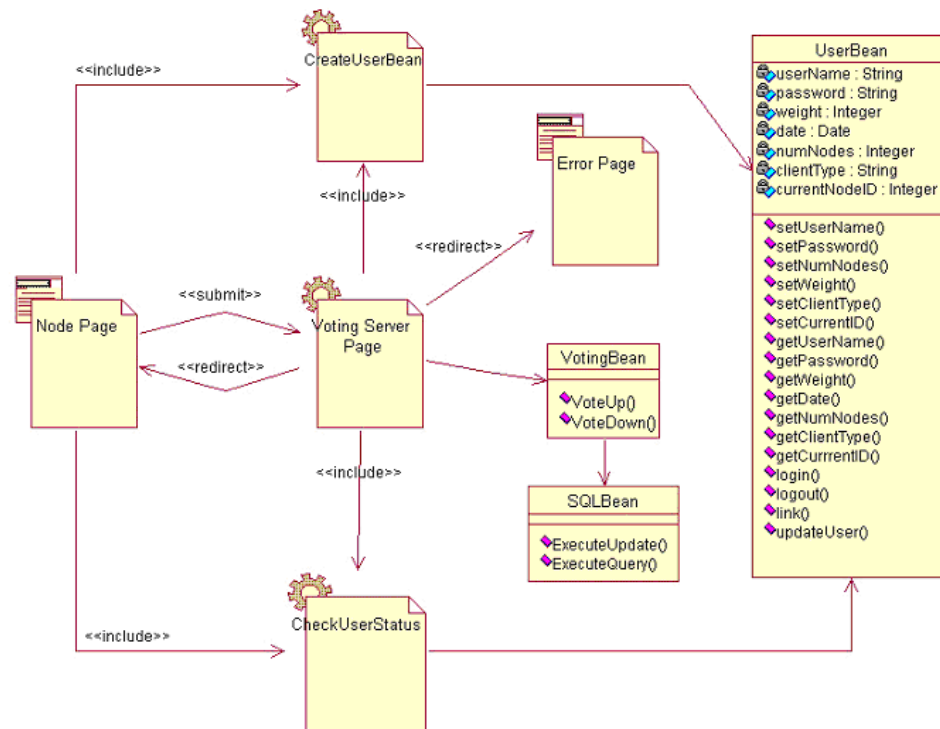 CreateUserBean
<<include>>
UserBean
userName : String
password : String
weight : Integer
date : Date
numNodes : Integer
clientType : String
currentNodeID : Integer
setUserName()
setPassword()
setNumNodes()
setWeight()
setClientType()
setCurrentID()
getUserName()
getPassword()
getWeight()
getDate()
getNumNodes()
getClientType()
getCurrrentID()
login()
logout()
link()
updateUser()
Error Page
<<include>>
<<redirect>>
<<submit>>
Node Page
Voting Server
Page
<<redirect>>
VotingBean
VoteUp()
VoteDown()
<<include>>
SQLBean
ExecuteUpdate()
ExecuteQuery()
CheckUserStatus
<<include>>